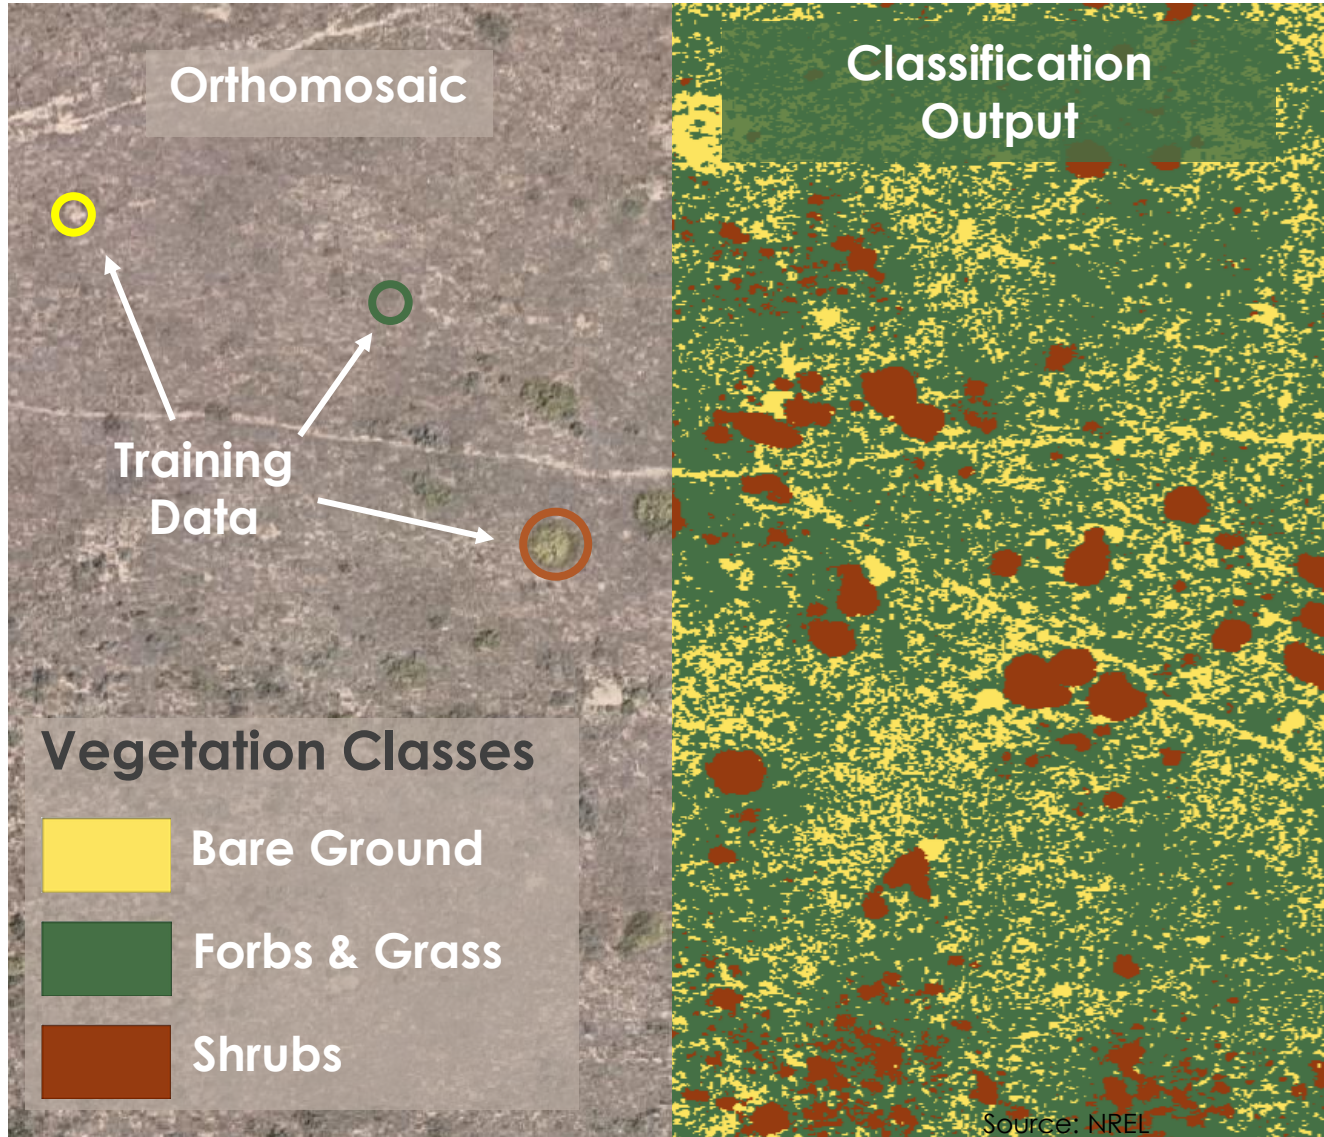 Orthomosaic
Classification
Output
Training
Data
Vegetation Classes
Bare Ground
Forbs & Grass
Shrubs
Source: NREL